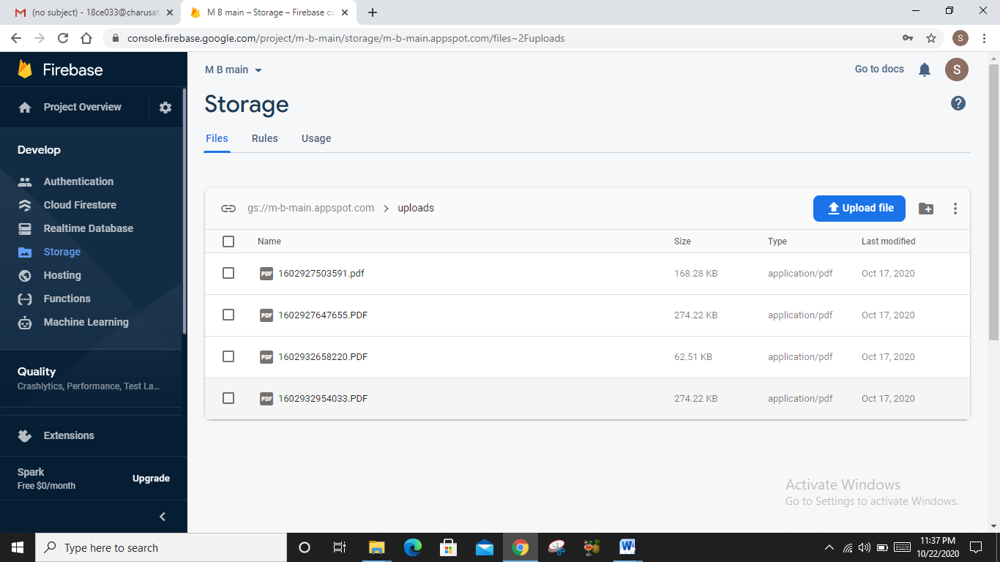 (no subject) - 18ce033@charusat
M B main – Storage – Firebase co
console.firebase.google.com/project/m-b-main/storage/m-b-main.appspot.com/files~2Fuploads
S
Firebase
M B main
Go to docs
S
Project Overview
Storage
?
Files Rules Usage
Develop
Authentication
Cloud Firestore
Realtime Database
Storage
Hosting
Functions
Machine Learning
gs://m-b-main.appspot.com > uploads
Upload file
Name Size Type Last modified
PDF 1602927503591.pdf 168.28 KB application/pdf Oct 17, 2020
PDF 1602927647655.PDF 274.22 KB application/pdf Oct 17, 2020
PDF 1602932658220.PDF 62.51 KB application/pdf Oct 17, 2020
PDF 1602932954033.PDF 274.22 KB application/pdf Oct 17, 2020
Quality
Crashlytics, Performance, Test La...
Extensions
Spark
Free $0/month
Upgrade
Activate Windows
Go to Settings to activate Windows.
Type here to search
W
11:37 PM
10/22/2020